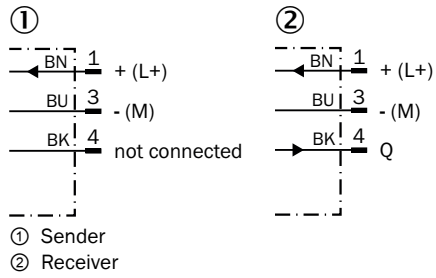 ① ②
BN 1 + (L+) BN 1 + (L+)
BU 3 - (M) BU 3 - (M)
BK 4 not connected BK 4 Q
① Sender
② Receiver